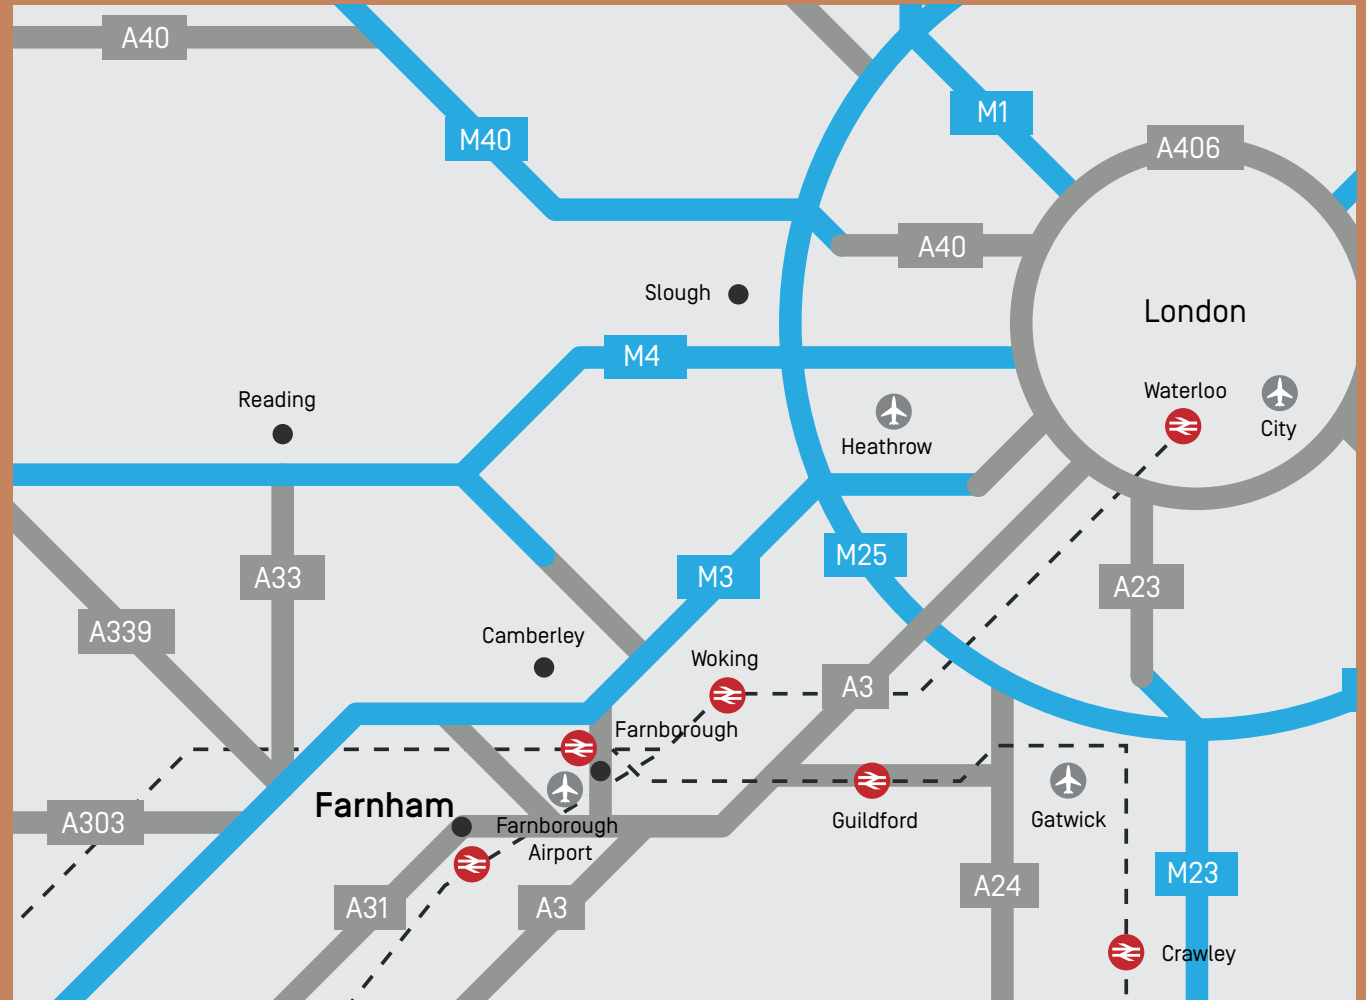 A40
M40
M1
A406
A40
Slough
London
M4
Reading
Waterloo
City
Heathrow
M25
M3
A33
A23
A339
Camberley
Woking
A3
Farnborough
Farnham
A303
Farnborough
Airport
Guildford
Gatwick
M23
A24
A31
A3
Crawley